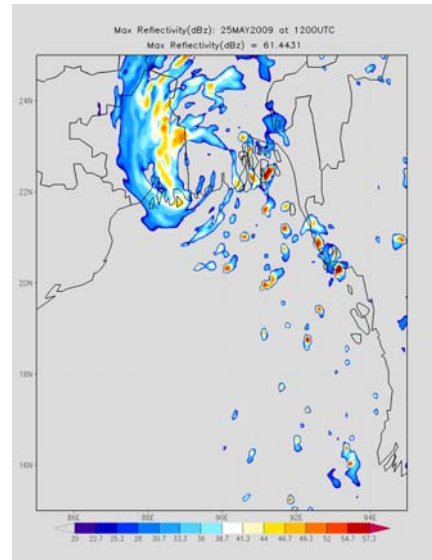 Max Reflectivity(dBz): 25MAY2009 at 1200UTC
Max Reflectivity(dBz) = 61.4431
24N
22N
20N
18N
16N
86E 88E 90E 92E 94E
20 22.7 25.3 28 30.7 33.3 36 38.7 41.3 44 46.7 49.3 52 54.7 57.3